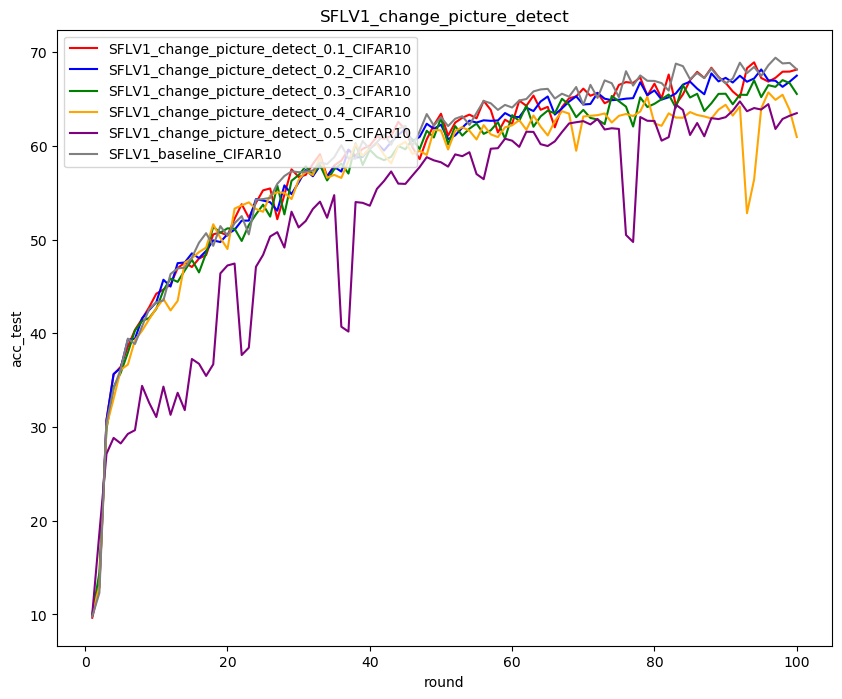 SFLV1_change_picture_detect
SFLV1_change_picture_detect_0.1_CIFAR10
SFLV1_change_picture_detect_0.2_CIFAR10
SFLV1_change_picture_detect_0.3_CIFAR10
SFLV1_change_picture_detect_0.4_CIFAR10
SFLV1_change_picture_detect_0.5_CIFAR10
SFLV1_baseline_CIFAR10
acc_test
70
60
50
40
30
20
10
0
20
40
60
80
100
round